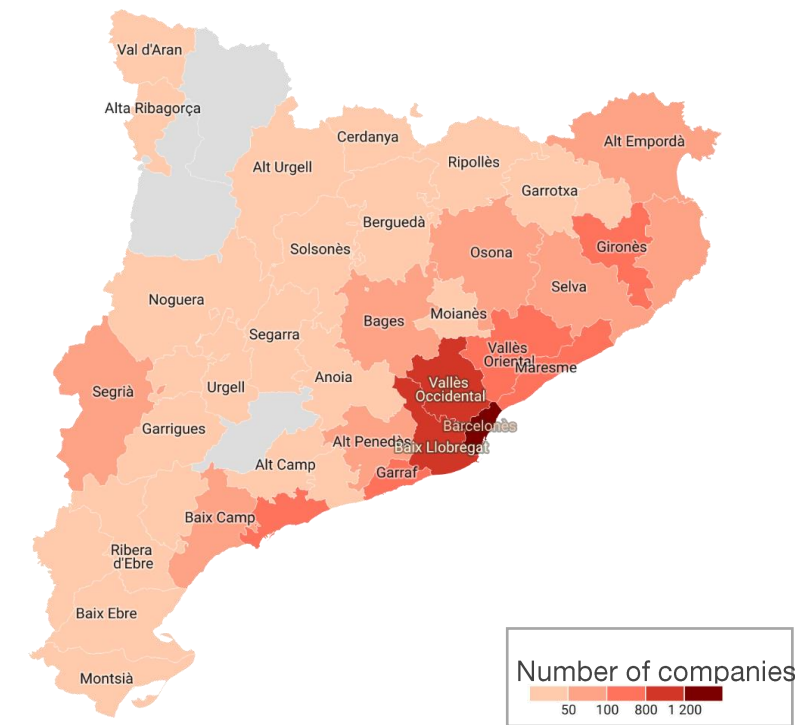 Val d'Aran
Alta Ribagorça
Cerdanya
Alt Empordà
Alt Urgell
Ripollès
Garrotxa
Berguedà
Solsonès
Osona
Gironès
Selva
Noguera
Moianès
Bages
Segarra
Vallès
Oriental
Maresme
Anoia
Vallès
Occidental
Urgell
Segrià
Garrigues
Barcelonès
Alt Penedès
Baix Llobregat
Alt Camp
Garraf
Baix Camp
Ribera
d'Ebre
Baix Ebre
Montsià
Number of companies
50 100 800 1 200